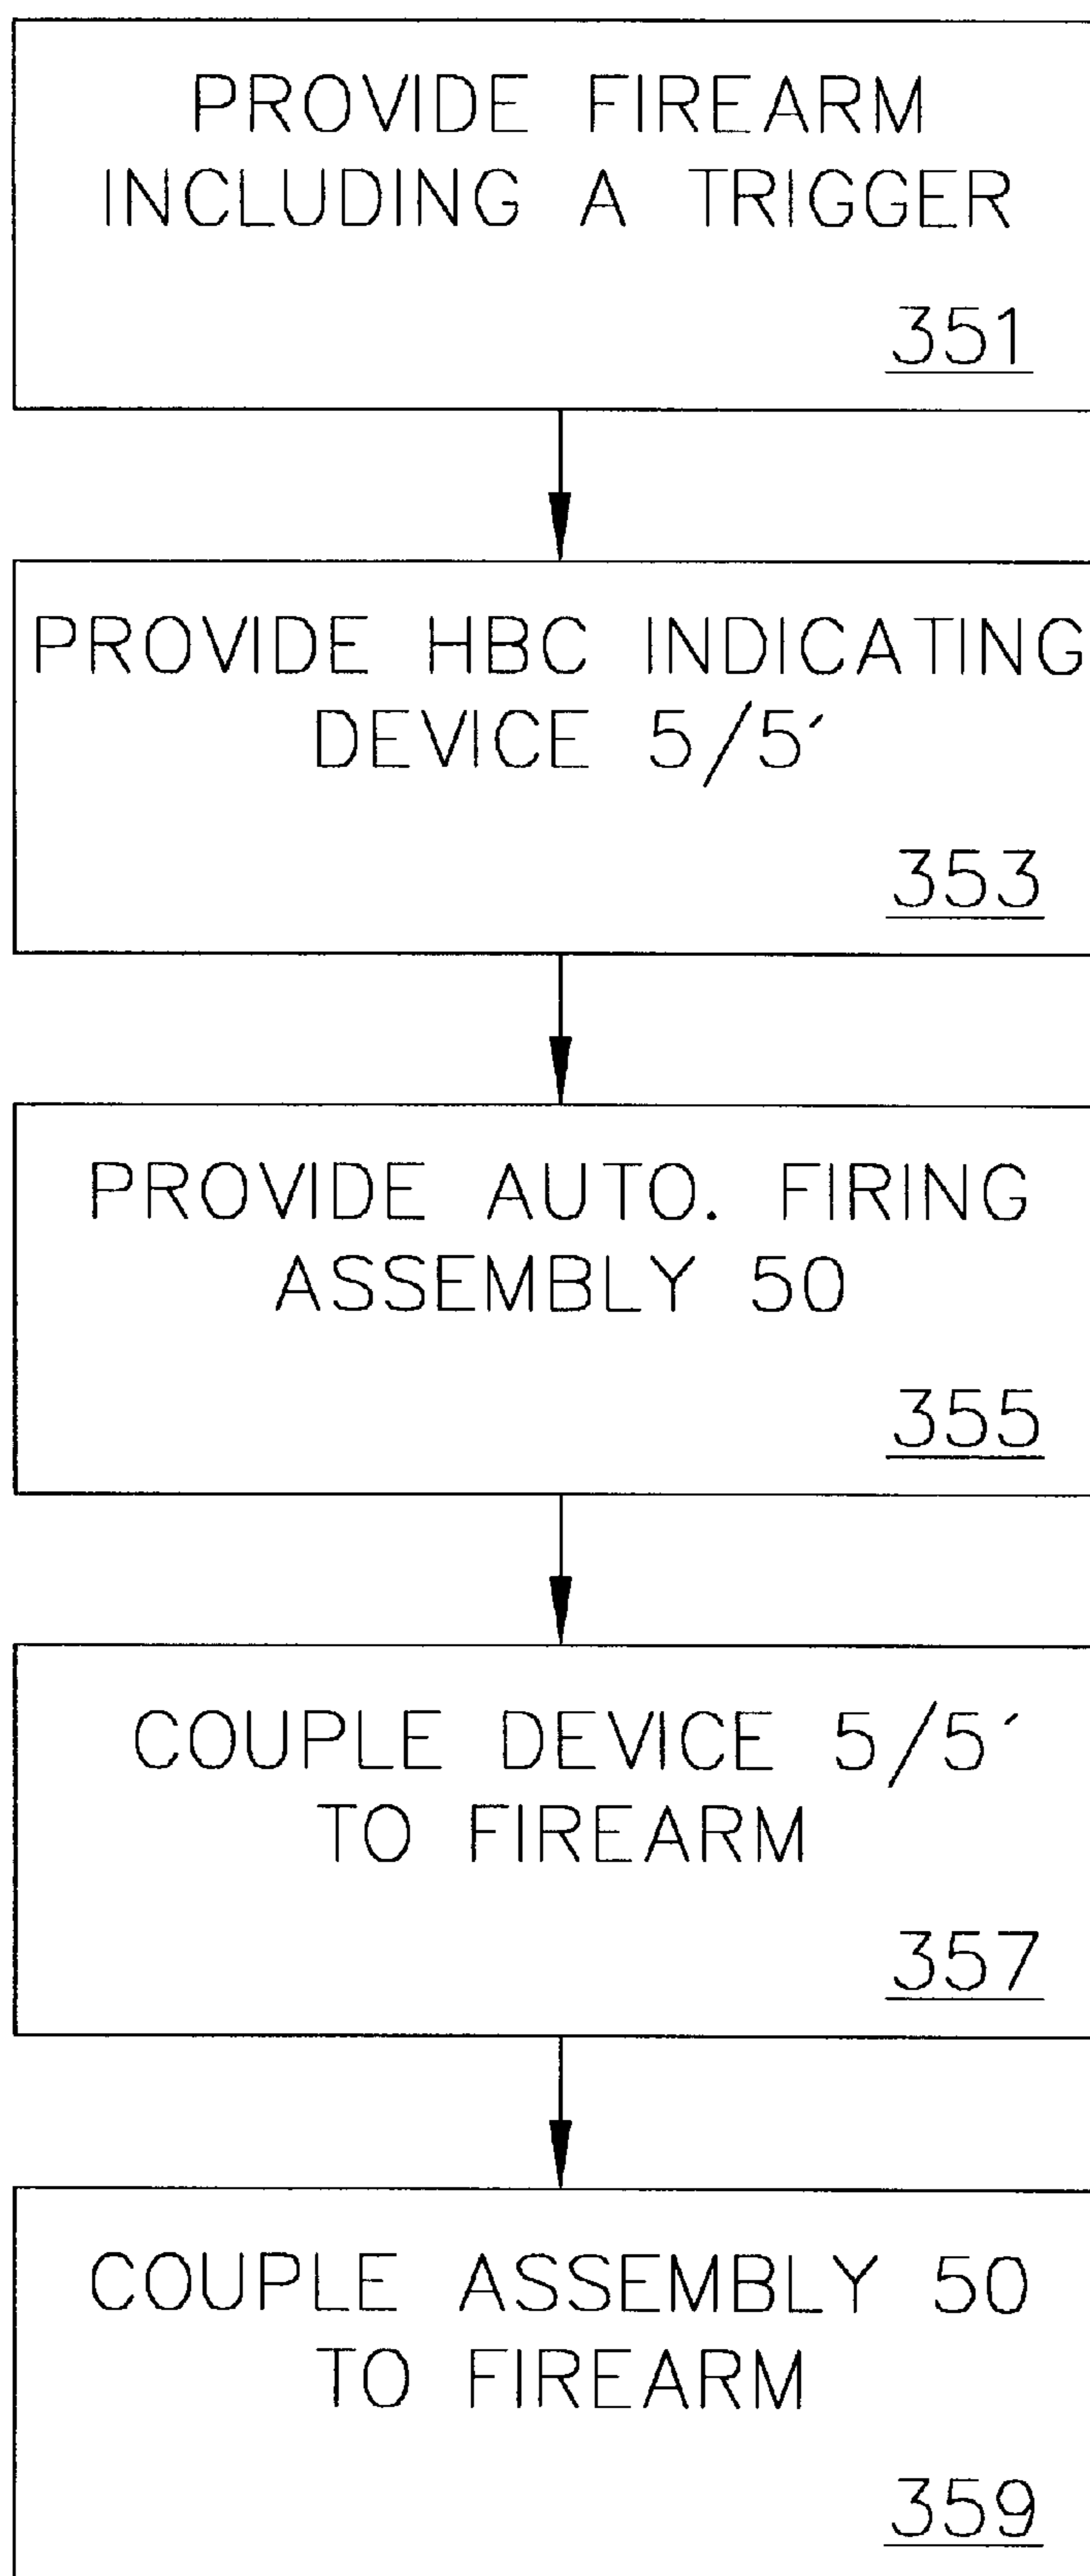 PROVIDE FIREARM
INCLUDING A TRIGGER
351
PROVIDE HBC INDICATING
DEVICE 5/5´
353
PROVIDE AUTO. FIRING
ASSEMBLY 50
355
COUPLE DEVICE 5/5´
TO FIREARM
357
COUPLE ASSEMBLY 50
TO FIREARM
359